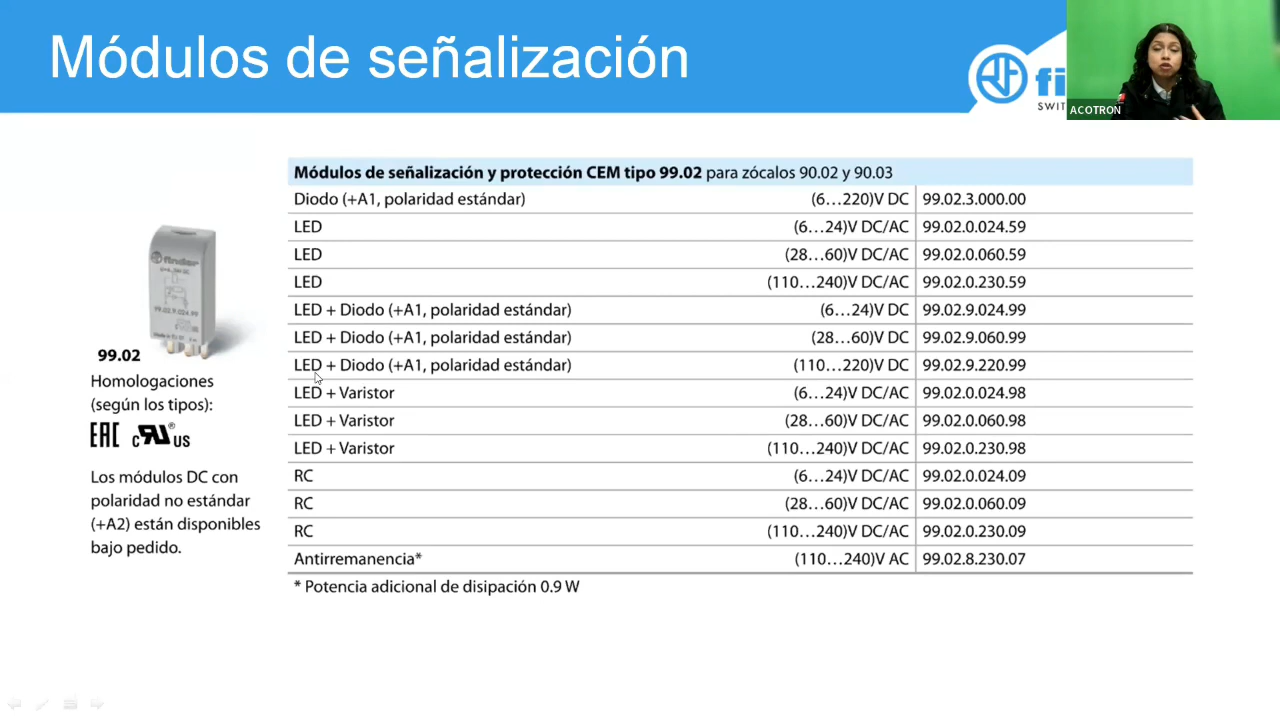 Módulos de señalización
fi
SWIT
ACOTRON
Módulos de señalización y protección CEM tipo 99.02 para zócalos 90.02 y 90.03
Diodo (+A1, polaridad estándar) (6…220)V DC 99.02.3.000.00
LED (6…24)V DC/AC 99.02.0.024.59
LED (28…60)V DC/AC 99.02.0.060.59
LED (110…240)V DC/AC 99.02.0.230.59
LED + Diodo (+A1, polaridad estándar) (6…24)V DC 99.02.9.024.99
LED + Diodo (+A1, polaridad estándar) (28…60)V DC 99.02.9.060.99
LED + Diodo (+A1, polaridad estándar) (110…220)V DC 99.02.9.220.99
LED + Varistor (6…24)V DC/AC 99.02.0.024.98
LED + Varistor (28…60)V DC/AC 99.02.0.060.98
LED + Varistor (110…240)V DC/AC 99.02.0.230.98
RC (6…24)V DC/AC 99.02.0.024.09
RC (28…60)V DC/AC 99.02.0.060.09
RC (110…240)V DC/AC 99.02.0.230.09
Antirremanencia* (110…240)V AC 99.02.8.230.07
* Potencia adicional de disipación 0.9 W
finder
99.02.9.024.99
99.02
Homologaciones
(según los tipos):
EAC c RU ® US
Los módulos DC con
polaridad no estándar
(+A2) están disponibles
bajo pedido.